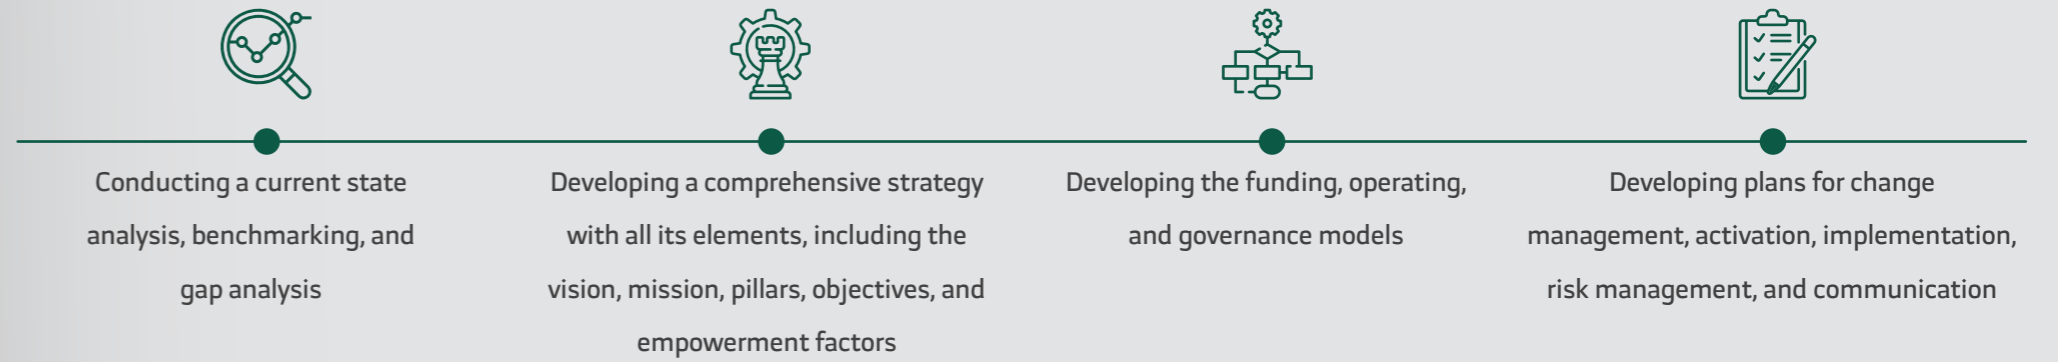 Conducting a current state
analysis, benchmarking, and
gap analysis
Developing a comprehensive strategy
with all its elements, including the
vision, mission, pillars, objectives, and
empowerment factors
Developing the funding, operating,
and governance models
Developing plans for change
management, activation, implementation,
risk management, and communication